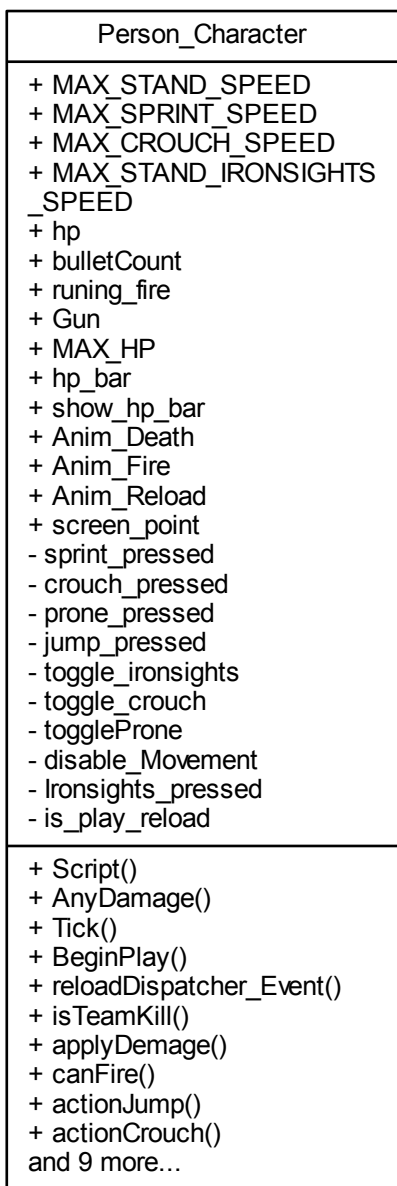 Person_Character
+ MAX_STAND_SPEED
+ MAX_SPRINT_SPEED
+ MAX_CROUCH_SPEED
+ MAX_STAND_IRONSIGHTS
_SPEED
+ hp
+ bulletCount
+ runing_fire
+ Gun
+ MAX_HP
+ hp_bar
+ show_hp_bar
+ Anim_Death
+ Anim_Fire
+ Anim_Reload
+ screen_point
- sprint_pressed
- crouch_pressed
- prone_pressed
- jump_pressed
- toggle_ironsights
- toggle_crouch
- toggleProne
- disable_Movement
- Ironsights_pressed
- is_play_reload
+ Script()
+ AnyDamage()
+ Tick()
+ BeginPlay()
+ reloadDispatcher_Event()
+ isTeamKill()
+ applyDemage()
+ canFire()
+ actionJump()
+ actionCrouch()
and 9 more...